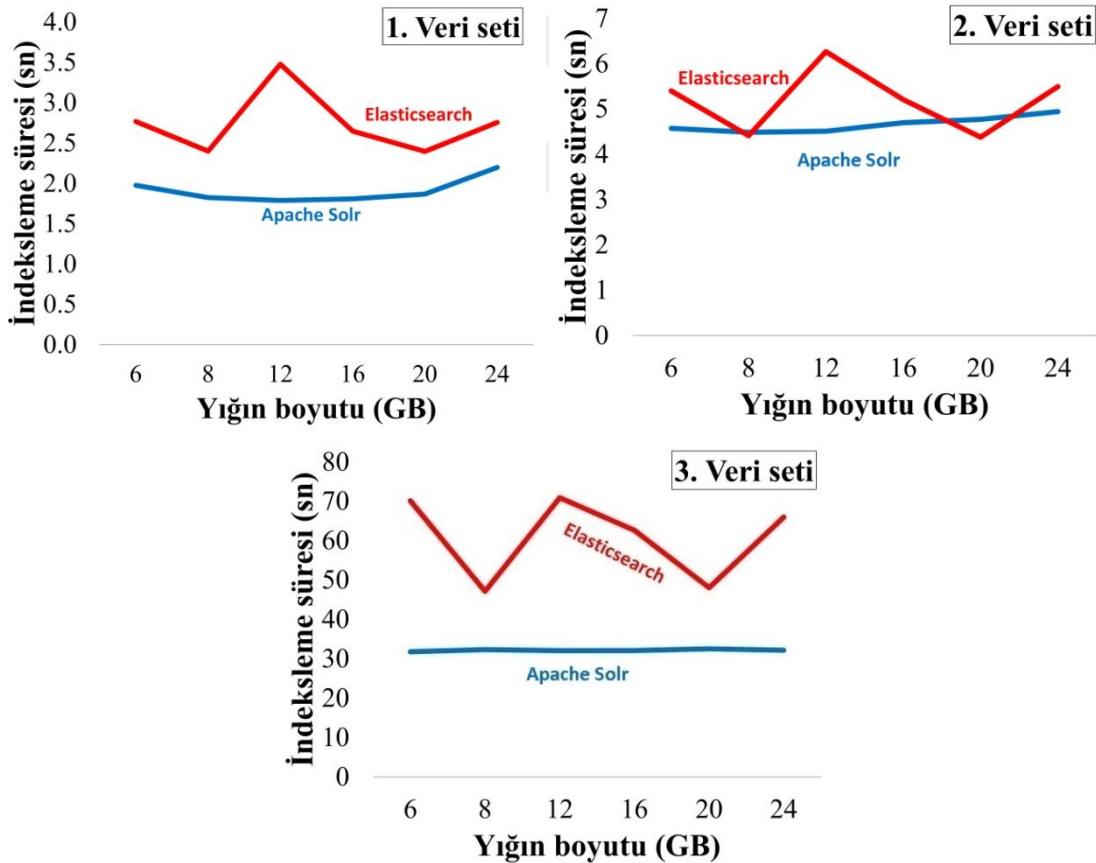 1. Veri seti
İndeksleme süresi (sn)
4.0
3.5
3.0
2.5
2.0
1.5
1.0
0.5
0.0
Elasticsearch
Apache Solr
6 8 12 16 20 24
Yığın boyutu (GB)
2. Veri seti
İndeksleme süresi (sn)
7
6
5
4
3
2
1
0
Elasticsearch
Apache Solr
6 8 12 16 20 24
Yığın boyutu (GB)
3. Veri seti
İndeksleme süresi (sn)
80
70
60
50
40
30
20
10
0
Elasticsearch
Apache Solr
6 8 12 16 20 24
Yığın boyutu (GB)